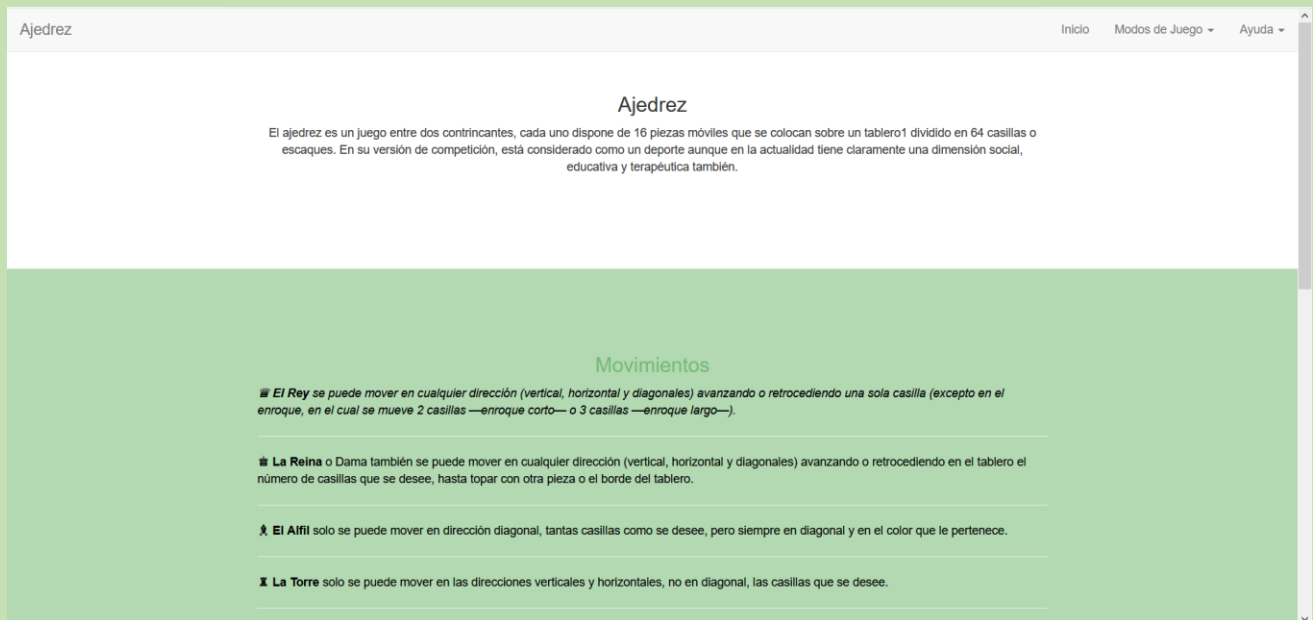 Ajedrez
Inicio Modos de Juego Ayuda
Ajedrez
El ajedrez es un juego entre dos contrincantes, cada uno dispone de 16 piezas móviles que se colocan sobre un tablero1 dividido en 64 casillas o
escaques. En su versión de competición, está considerado como un deporte aunque en la actualidad tiene claramente una dimensión social,
educativa y terapéutica también.
Movimientos
♕ El Rey se puede mover en cualquier dirección (vertical, horizontal y diagonales) avanzando o retrocediendo una sola casilla (excepto en el
enroque, en el cual se mueve 2 casillas —enroque corto— o 3 casillas —enroque largo—).
♚ La Reina o Dama también se puede mover en cualquier dirección (vertical, horizontal y diagonales) avanzando o retrocediendo en el tablero el
número de casillas que se desee, hasta topar con otra pieza o el borde del tablero.
♝ El Alfil solo se puede mover en dirección diagonal, tantas casillas como se desee, pero siempre en diagonal y en el color que le pertenece.
♜ La Torre solo se puede mover en las direcciones verticales y horizontales, no en diagonal, las casillas que se desee.